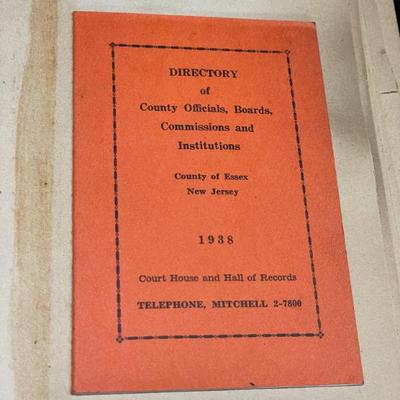 DIRECTORY
of
County Officials, Boards,
Commissions and
Institutions
County of Essex
New Jersey
1938
Court House and Hall of Records
TELEPHONE, MITCHELL 2-7800